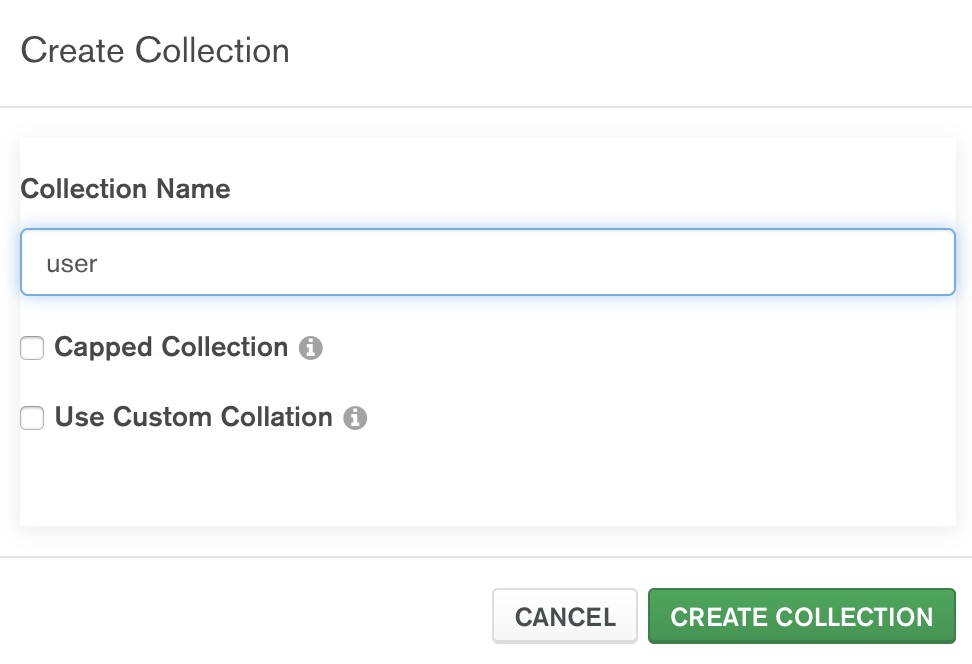 Create Collection
Collection Name
user
Capped Collection
Use Custom Collation
CANCEL CREATE COLLECTION